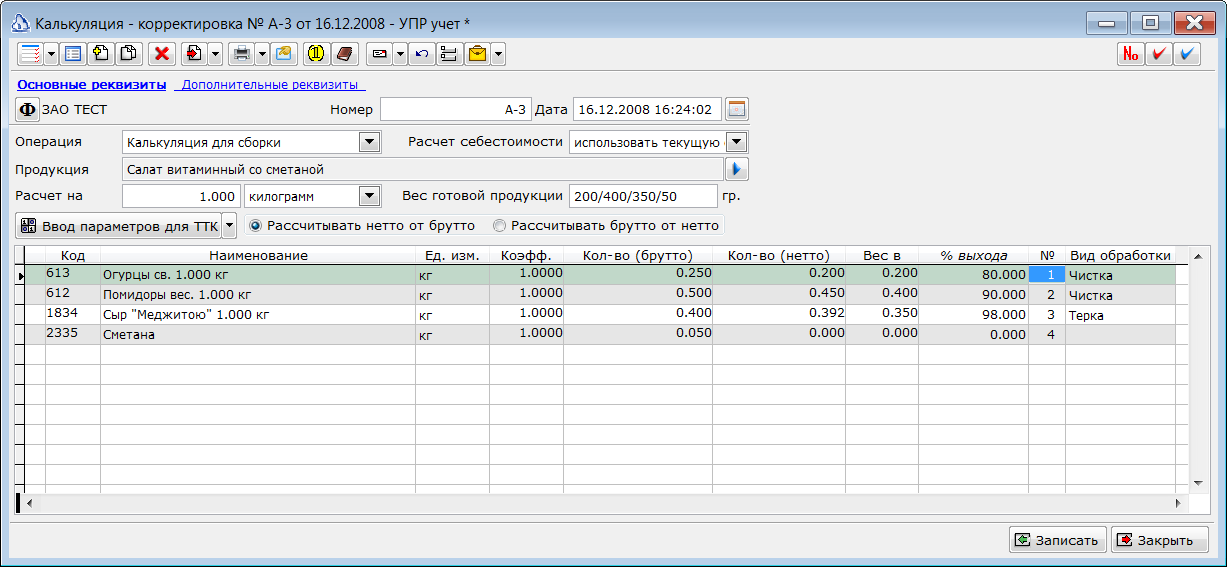 Калькуляция - корректировка № А-3 от 16.12.2008 - УПР учет *
№
Основные реквизиты Дополнительные реквизиты
Ф ЗАО ТЕСТ Номер А-3 Дата 16.12.2008 16:24:02
Операция Калькуляция для сборки Расчет себестоимости использовать текущую
Продукция Салат витаминный со сметаной
Расчет на 1.000 килограмм Вес готовой продукции 200/400/350/50 гр.
Ввод параметров для ТТК Рассчитывать нетто от брутто Рассчитывать брутто от нетто
Код Наименование Ед. изм. Коэфф. Кол-во (брутто) Кол-во (нетто) Вес в % выхода № Вид обработки
613 Огурцы св. 1.000 кг кг 1.0000 0.250 0.200 0.200 80.000 1 Чистка
612 Помидоры вес. 1.000 кг кг 1.0000 0.500 0.450 0.400 90.000 2 Чистка
1834 Сыр "Меджитою" 1.000 кг кг 1.0000 0.400 0.392 0.350 98.000 3 Терка
2335 Сметана кг 1.0000 0.050 0.000 0.000 0.000 4
Записать Закрыть